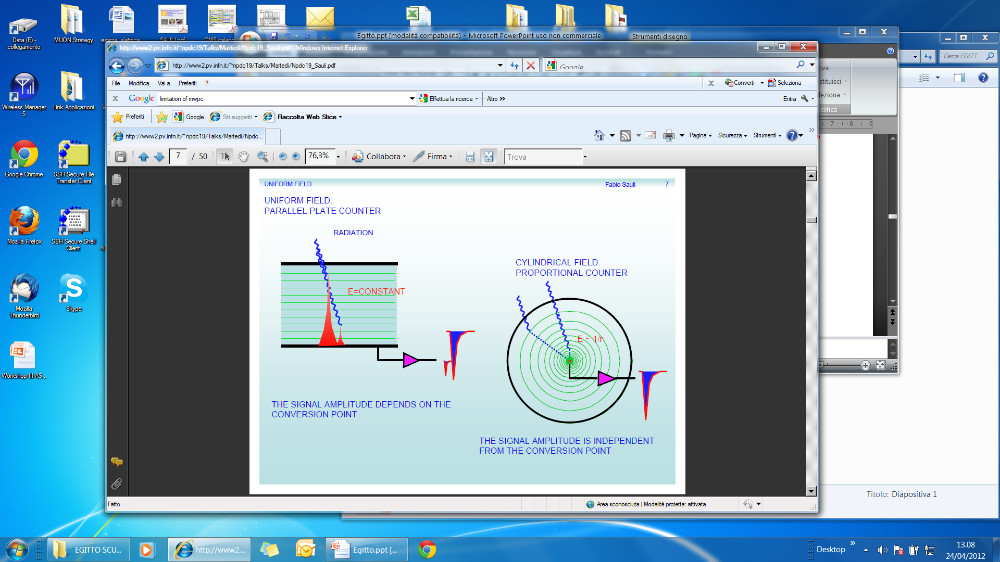 Data (E) -
collegamento
MUON Strategy
esame_elettrica
SAULI.pdf
Egitto.ppt [modalità compatibilità] - Microsoft PowerPoint uso non commerciale
Strumenti disegno
http://www2.pv.infn.it/~npdc19/Talks/Martedi/Npdc19_Sauli.pdf - Windows Internet Explorer
http://www2.pv.infn.it/~npdc19/Talks/Martedi/Npdc19_Sauli.pdf
Google
Cerca EGITT...
File Modifica Vai a Preferiti ?
Converti Seleziona
Google limitation of mwpc Effettua la ricerca Altro »
Entra
Preferiti Google Siti suggeriti Raccolta Web Slice
http://www2.pv.infn.it/~npdc19/Talks/Martedi/Npdc...
Pagina Sicurezza Strumenti
7 / 50 76,3% Collabora Firma Trova
7 8 9
Wireless Manager
5
Link Applicazioni
Google Chrome
SSH Secure File
Transfer Client
Mozilla Firefox
SSH Secure Shell
Client
Mozilla
Thunderbird
Skype
Workshop-III-AS...
UNIFORM FIELD
Fabio Sauli 7
UNIFORM FIELD:
PARALLEL PLATE COUNTER
RADIATION
E=CONSTANT
CYLINDRICAL FIELD:
PROPORTIONAL COUNTER
E ~ 1/r
THE SIGNAL AMPLITUDE DEPENDS ON THE
CONVERSION POINT
THE SIGNAL AMPLITUDE IS INDEPENDENT
FROM THE CONVERSION POINT
Titolo: Diapositiva 1
Fatto
Area sconosciuta | Modalità protetta: attivata
EGITTO SCU...
http://www2....
Egitto.ppt [...
Desktop »
13.08
24/04/2012